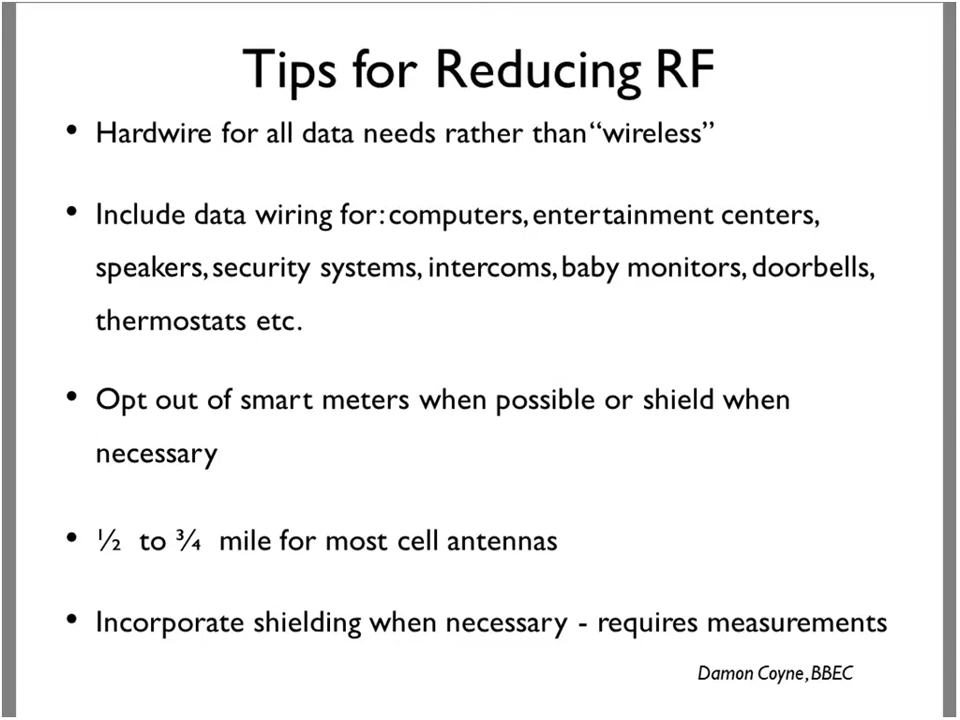 Tips for Reducing RF
• Hardwire for all data needs rather than “wireless”
• Include data wiring for: computers, entertainment centers,
speakers, security systems, intercoms, baby monitors, doorbells,
thermostats etc.
• Opt out of smart meters when possible or shield when
necessary
• ½ to ¾ mile for most cell antennas
• Incorporate shielding when necessary - requires measurements
Damon Coyne, BBEC